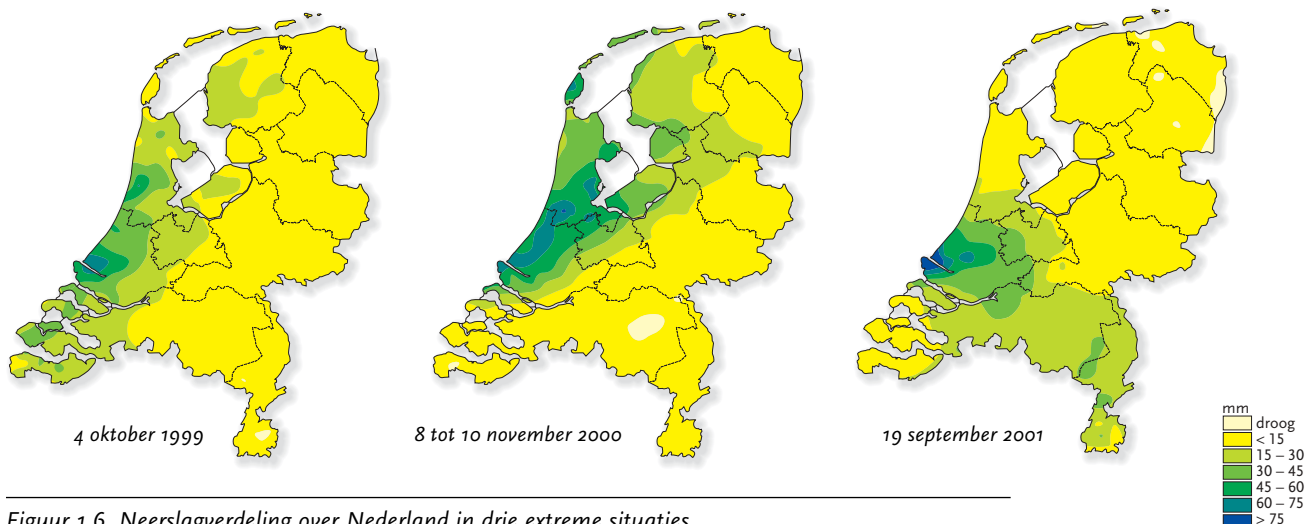 4 oktober 1999
8 tot 10 november 2000
19 september 2001
mm
droog
< 15
15 – 30
30 – 45
45 – 60
60 – 75
> 75
Figuur 1.6 Neerslagverdeling over Nederland in drie extreme situaties